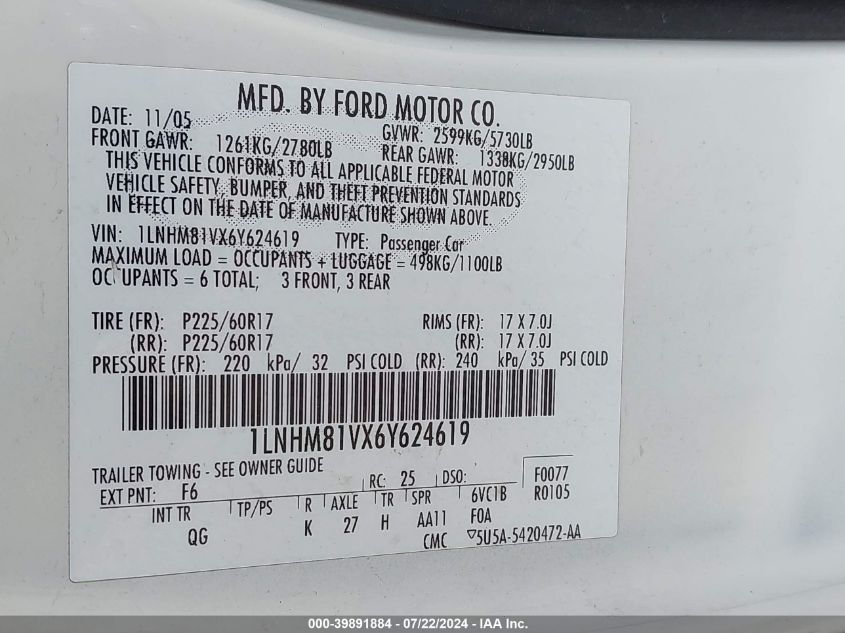 MFD. BY FORD MOTOR CO.
DATE: 11/05 GVWR: 2599KG/5730LB
FRONT GAWR: 1261KG/2780LB REAR GAWR: 1338KG/2950LB
THIS VEHICLE CONFORMS TO ALL APPLICABLE FEDERAL MOTOR
VEHICLE SAFETY, BUMPER, AND THEFT PREVENTION STANDARDS
IN EFFECT ON THE DATE OF MANUFACTURE SHOWN ABOVE.
VIN: 1LNHM81VX6Y624619 TYPE: Passenger Car
MAXIMUM LOAD = OCCUPANTS + LUGGAGE = 498KG/1100LB
OCCUPANTS = 6 TOTAL; 3 FRONT, 3 REAR
TIRE (FR): P225/60R17 RIMS (FR): 17 X 7.0J
(RR): P225/60R17 (RR): 17 X 7.0J
PRESSURE (FR): 220 kPa/ 32 PSI COLD (RR): 240 kPa/ 35 PSI COLD
1LNHM81VX6Y624619
TRAILER TOWING - SEE OWNER GUIDE
EXT PNT: F6 RC: 25 DSO: F0077
R0105
INT TR TP/PS R AXLE TR SPR 6VC1B
QG K 27 H AA11 FOA
CMC ▽5U5A-5420472-AA
000-39891884 - 07/22/2024 - IAA Inc.